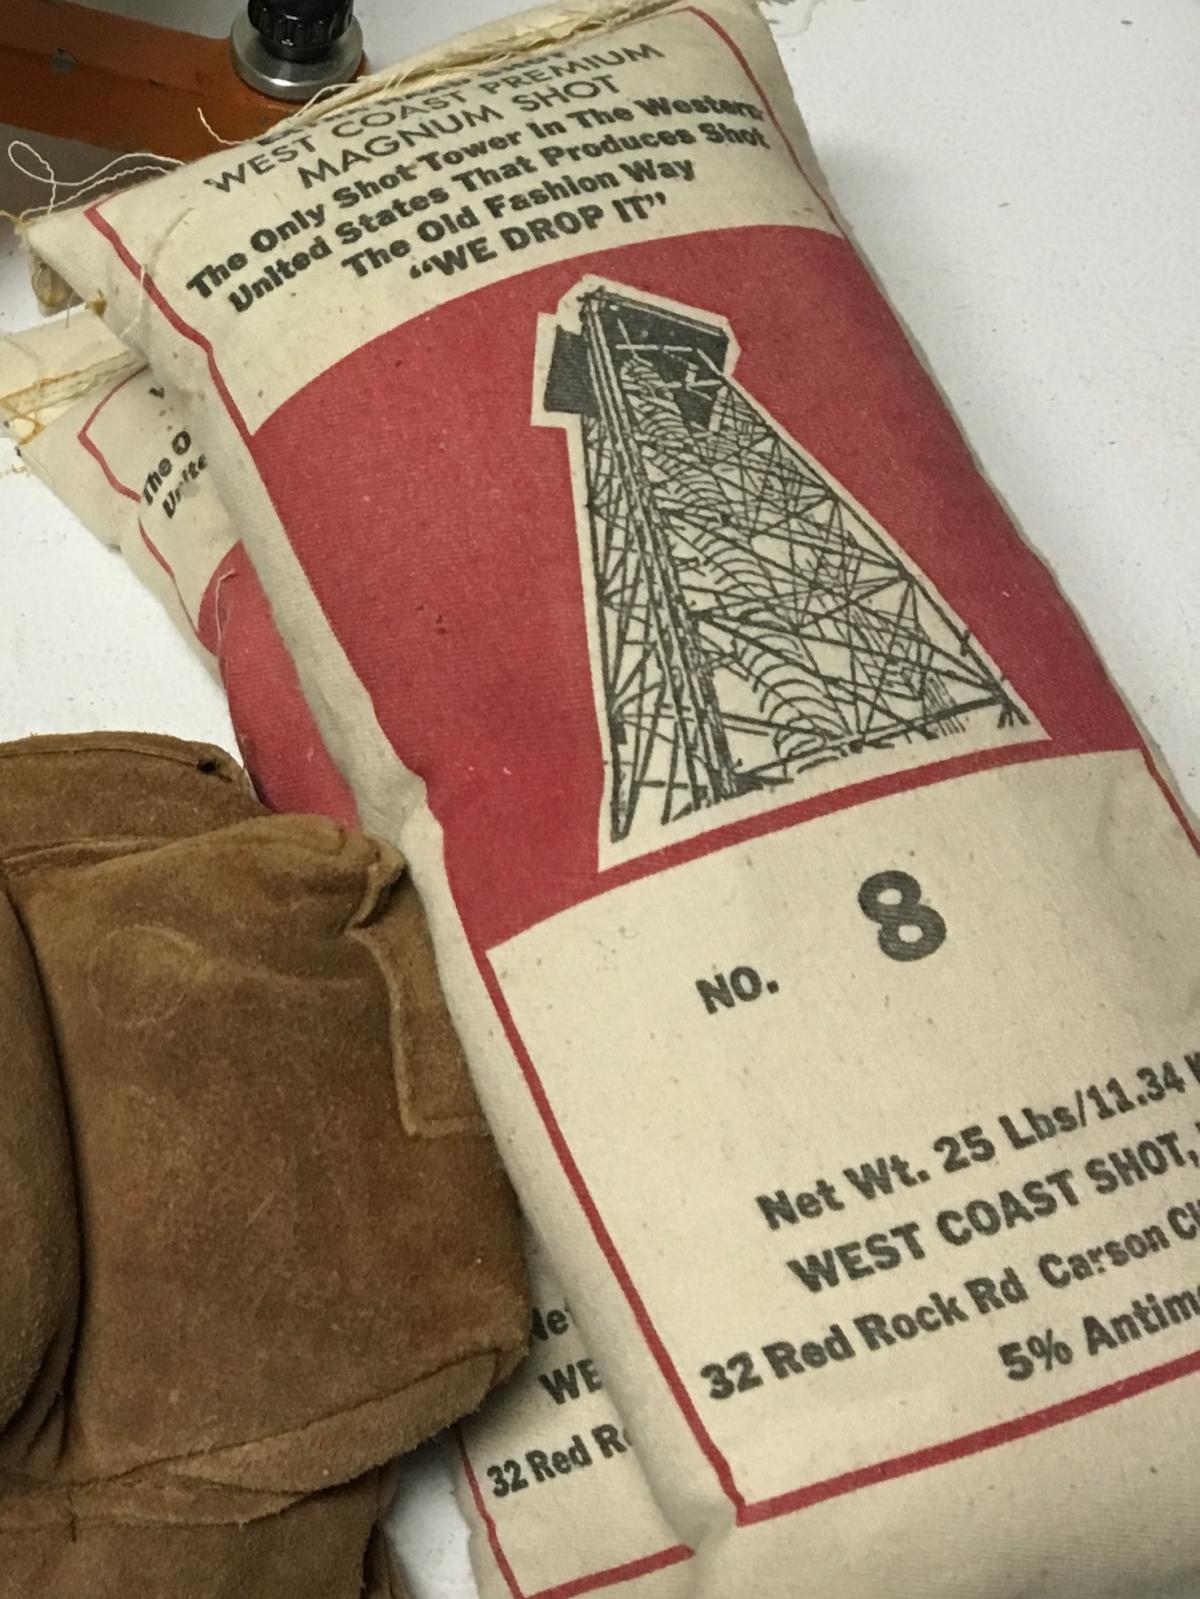 WEST COAST PREMIUM
MAGNUM SHOT
The Only Shot Tower In The Western
United States That Produces Shot
The Old Fashion Way
“WE DROP IT”
NO. 8
Net Wt. 25 Lbs/11.34
WEST COAST SHOT,
32 Red Rock Rd Carson
5%
The
32 Red